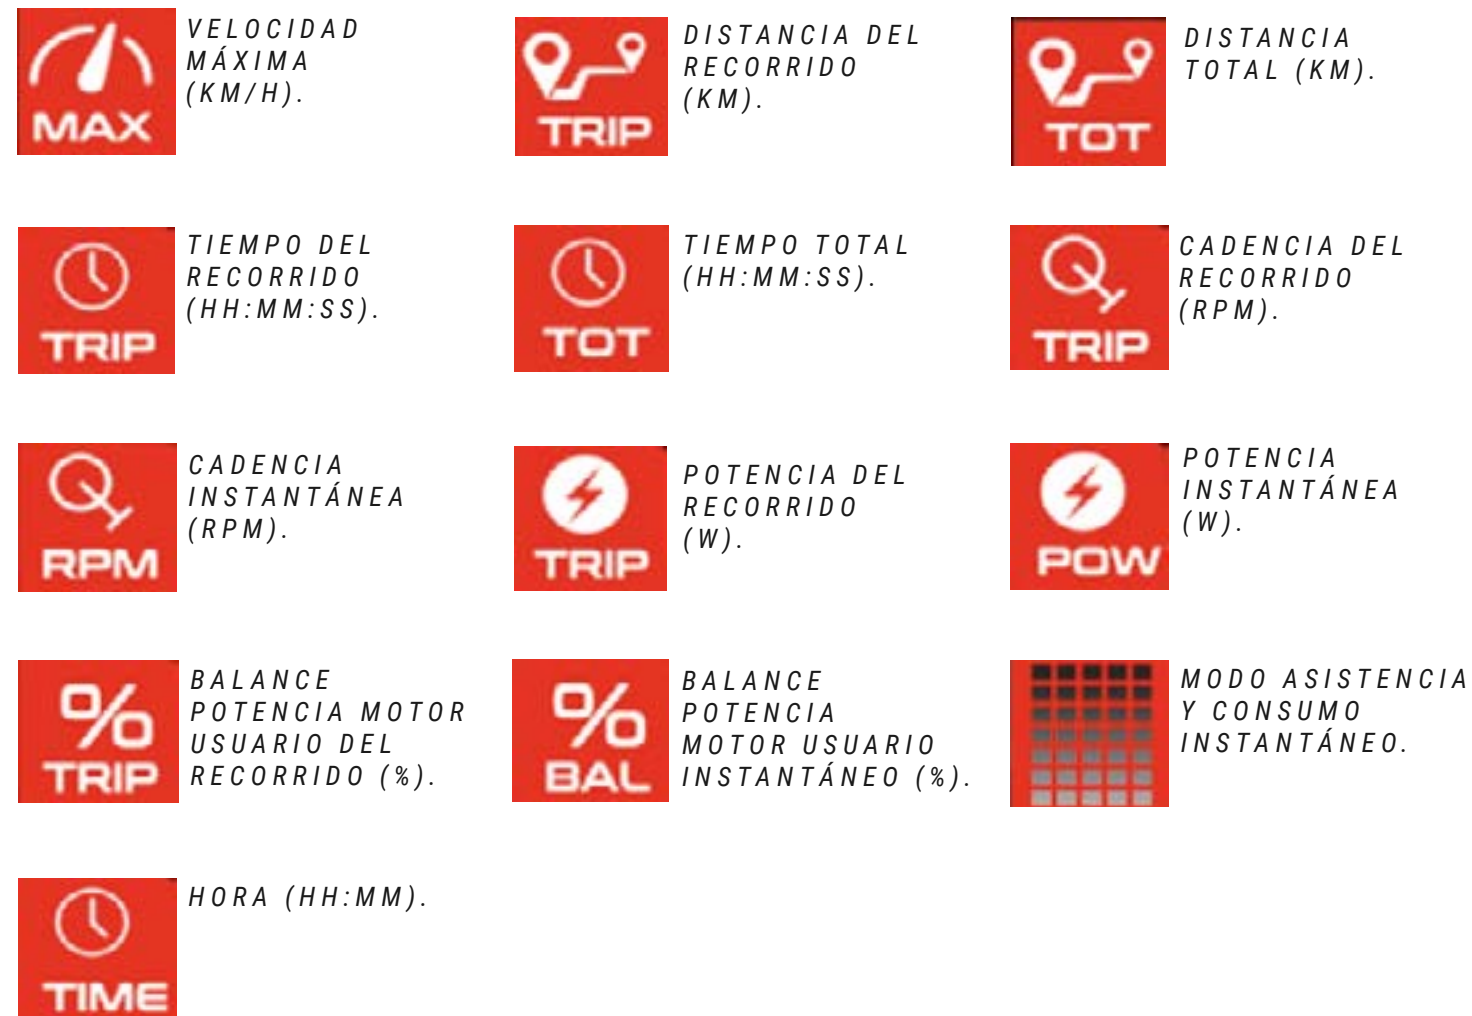 MAX
VELOCIDAD
MÁXIMA
(KM/H).
TRIP
DISTANCIA DEL
RECORRIDO
(KM).
TOT
DISTANCIA
TOTAL (KM).
TRIP
TIEMPO DEL
RECORRIDO
(HH:MM:SS).
TOT
TIEMPO TOTAL
(HH:MM:SS).
TRIP
CADENCIA DEL
RECORRIDO
(RPM).
RPM
CADENCIA
INSTANTÁNEA
(RPM).
TRIP
POTENCIA DEL
RECORRIDO
(W).
POW
POTENCIA
INSTANTÁNEA
(W).
%
TRIP
BALANCE
POTENCIA MOTOR
USUARIO DEL
RECORRIDO (%).
%
BAL
BALANCE
POTENCIA
MOTOR USUARIO
INSTANTÁNEO (%).
MODO ASISTENCIA
Y CONSUMO
INSTANTÁNEO.
TIME
HORA (HH:MM).